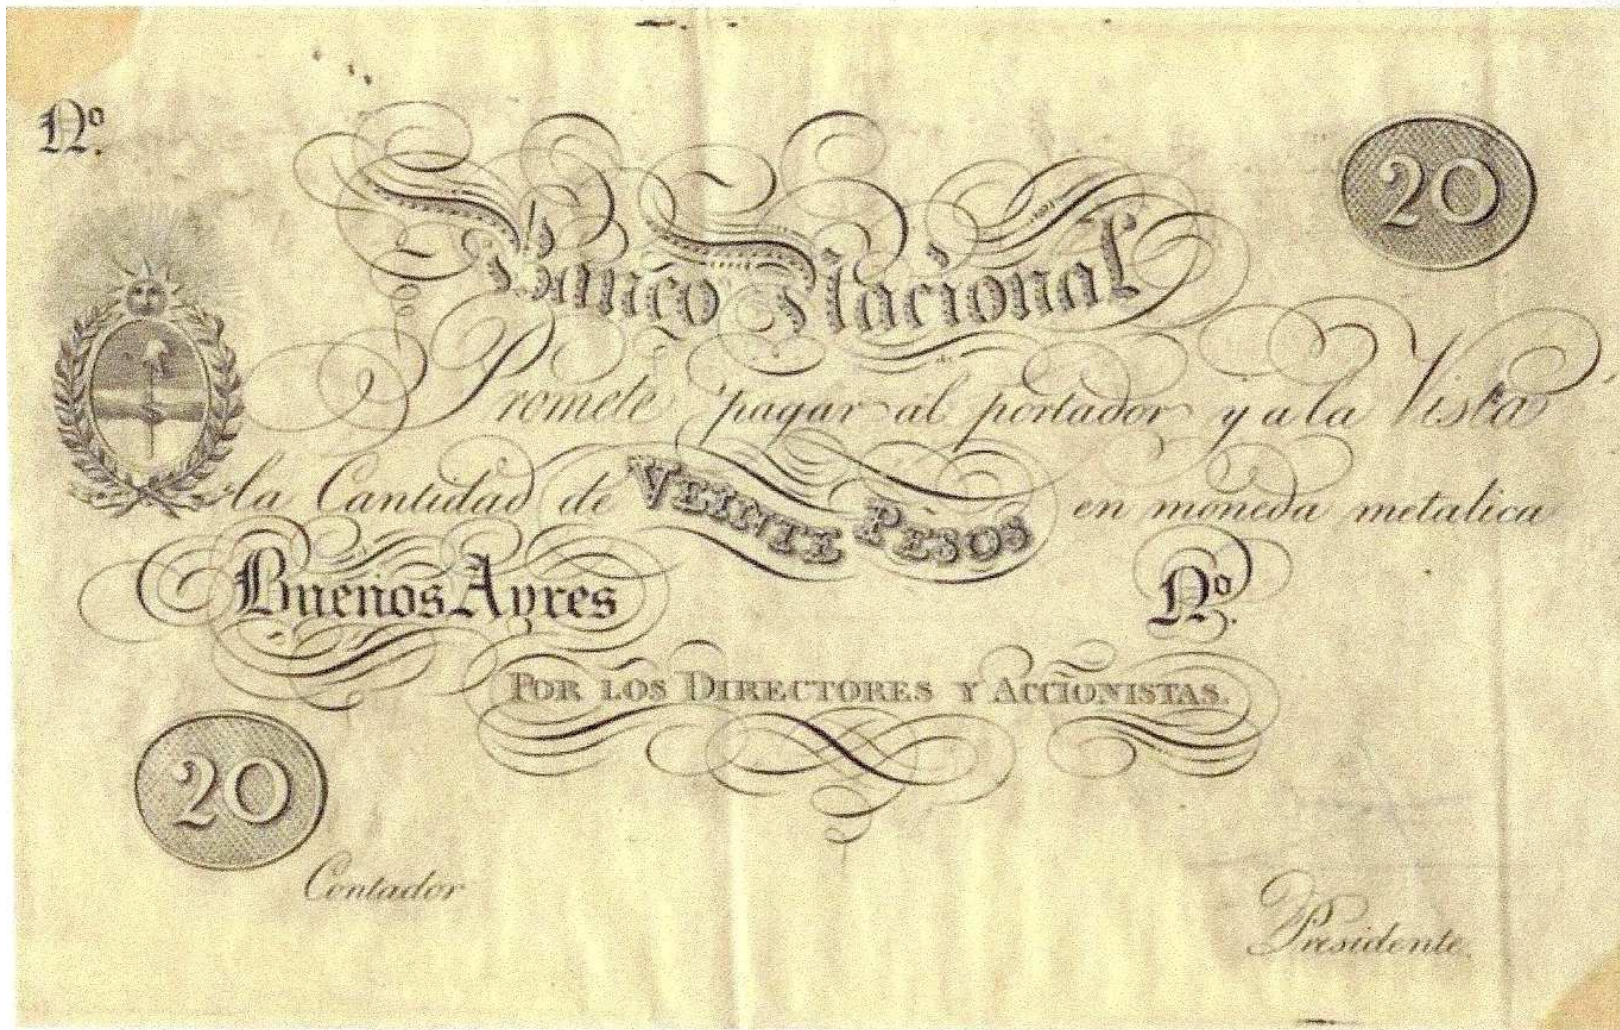 Nº.
20
Banco Nacional
Promete pagar al portador y a la Vista
la Cantidad de VEINTE PESOS en moneda metalica
Buenos Ayres Nº.
POR LOS DIRECTORES Y ACCIONISTAS.
20
Contador
Presidente.